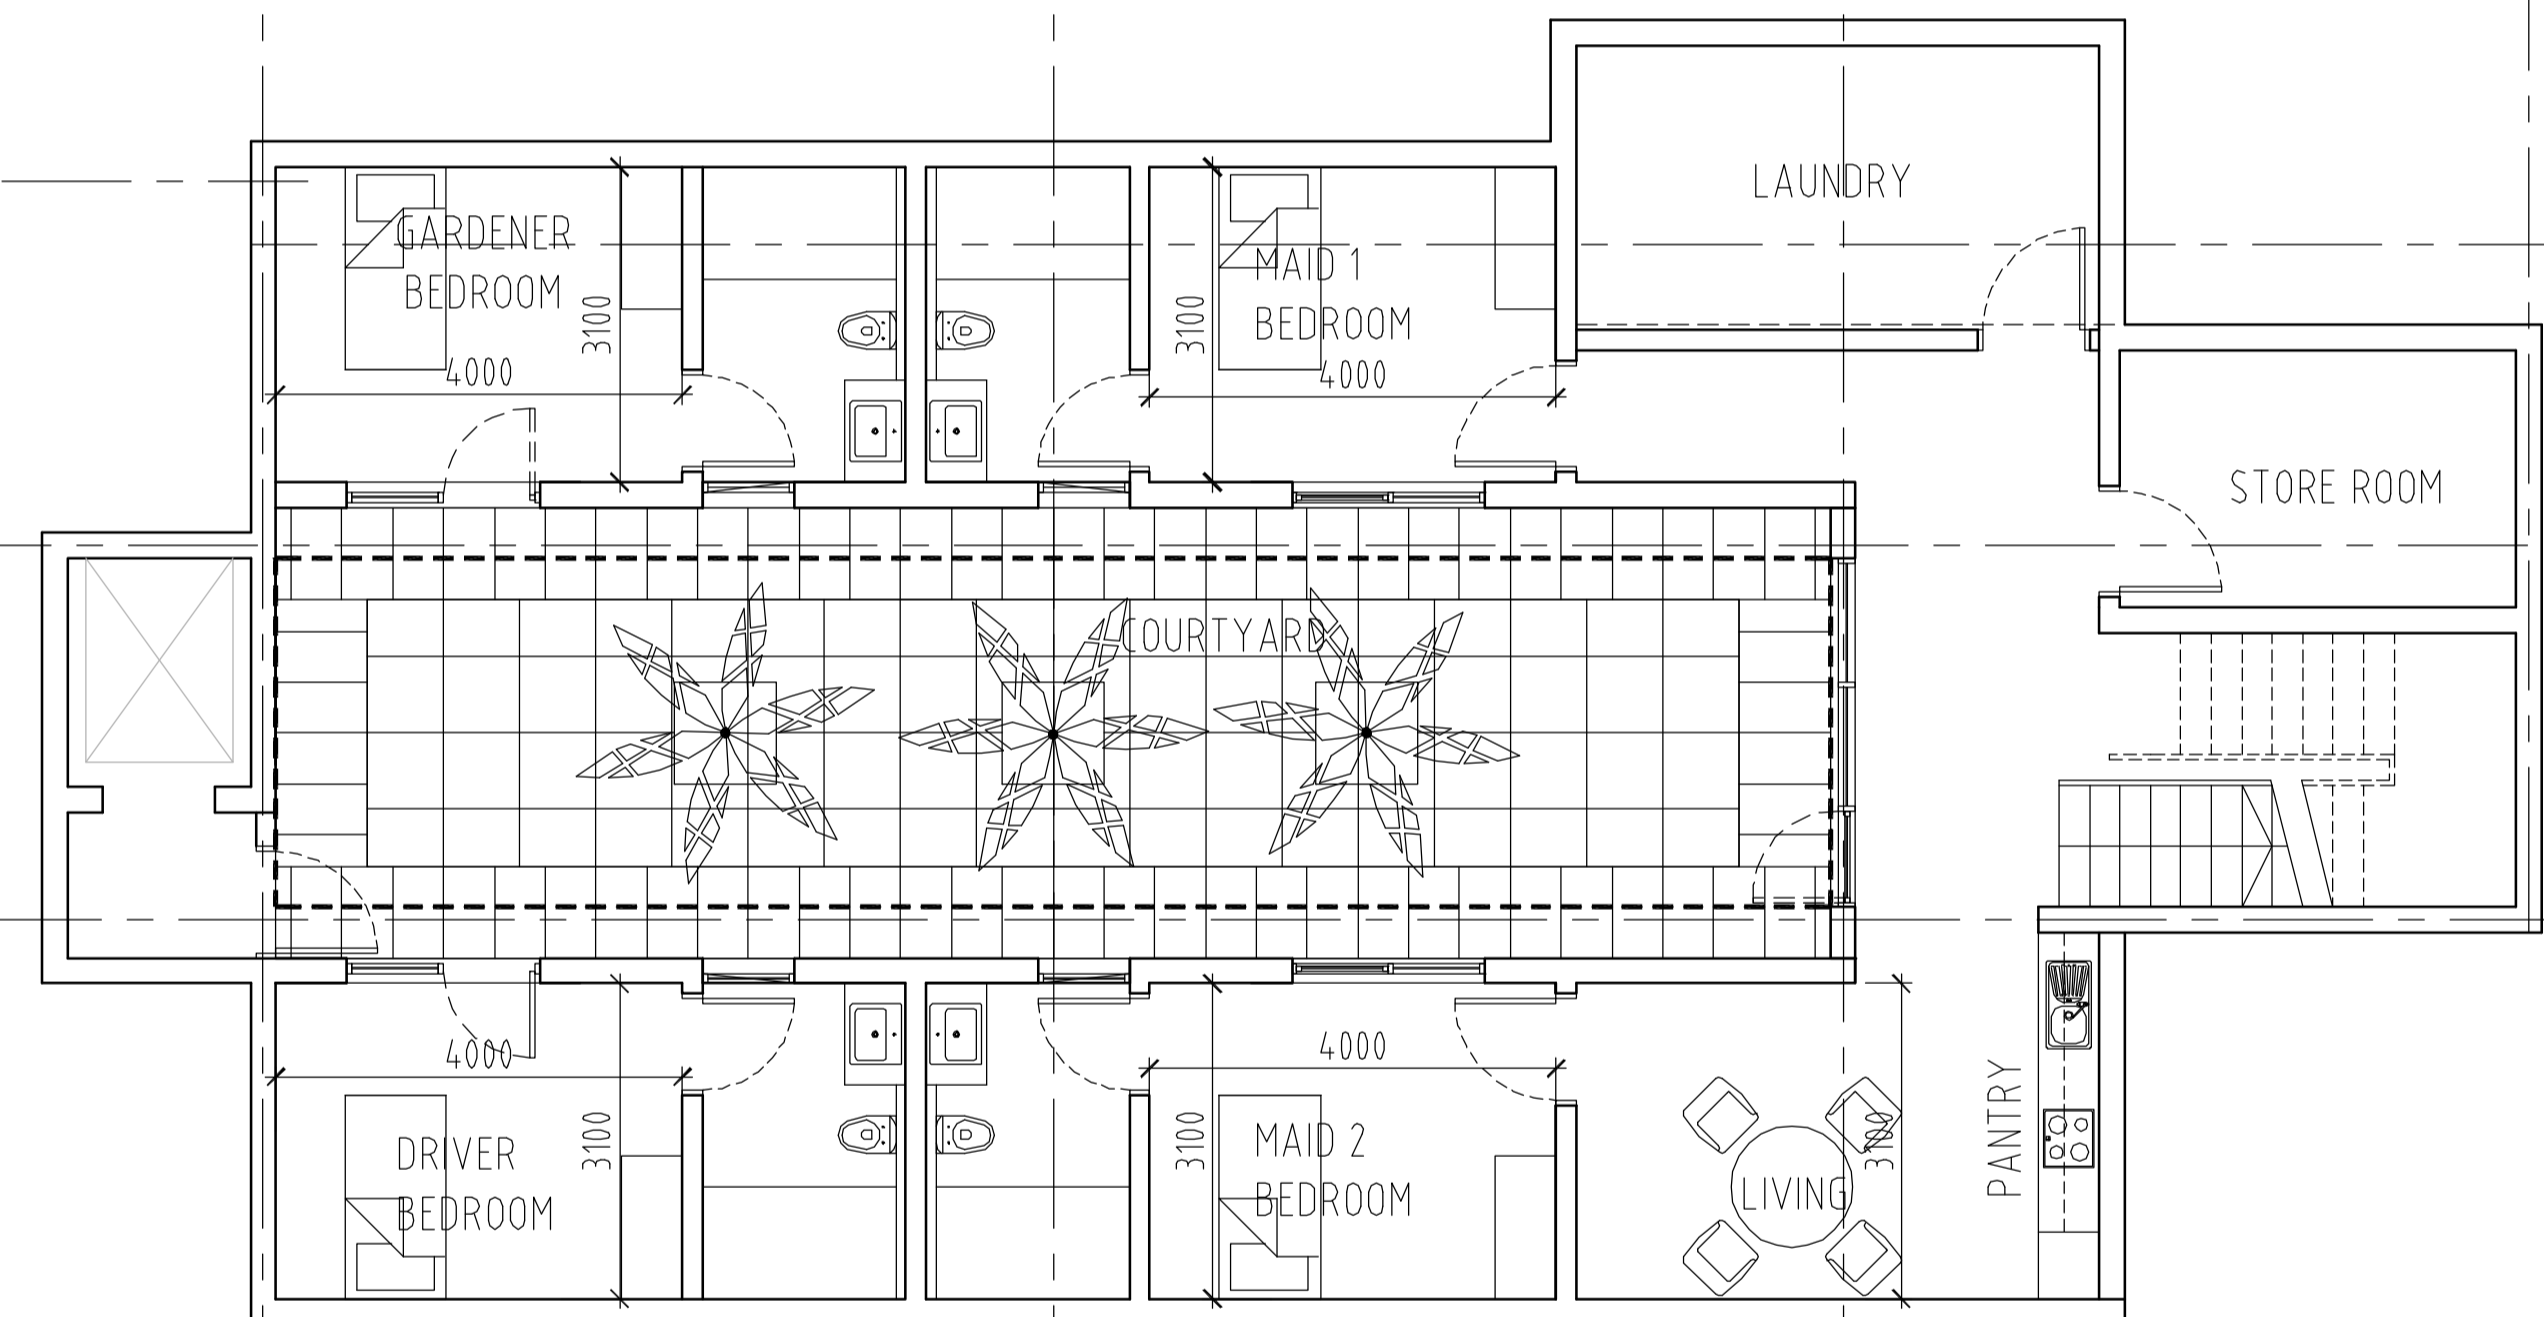 LAUNDRY
GARDENER
BEDROOM
3100
4000
MAID 1
BEDROOM
3100
4000
STORE ROOM
COURTYARD
4000
3100
DRIVER
BEDROOM
4000
3100
MAID 2
BEDROOM
3100
LIVING
PANTRY